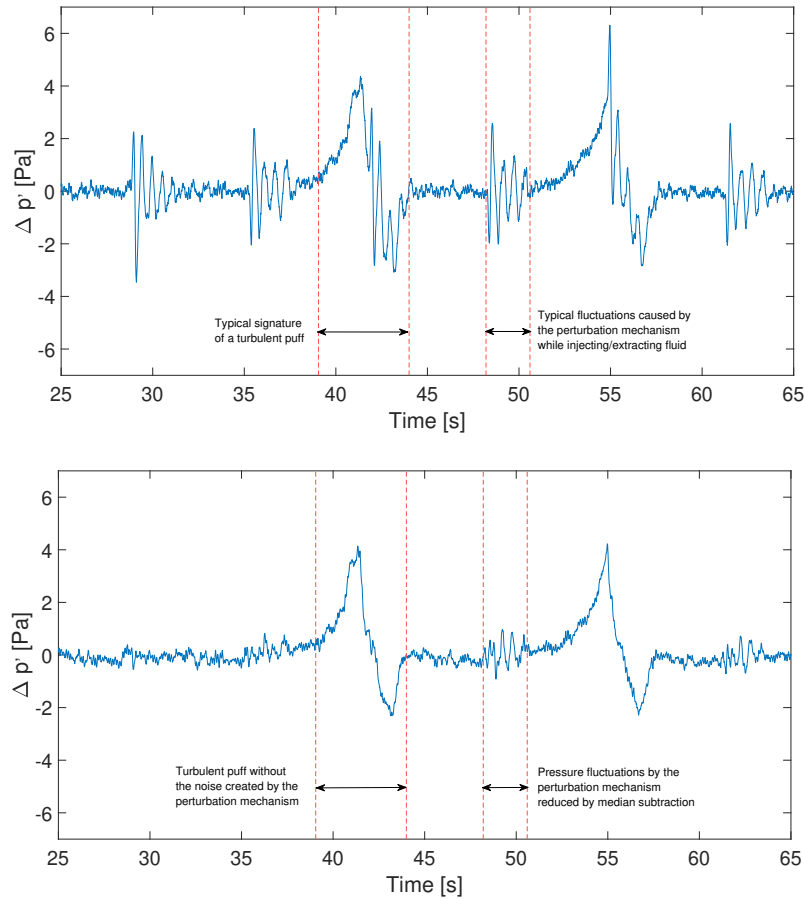 6
4
2
0
-2
-4
-6
Δ p' [Pa]
Typical signature
of a turbulent puff
Typical fluctuations caused by
the perturbation mechanism
while injecting/extracting fluid
25 30 35 40 45 50 55 60 65
Time [s]
6
4
2
0
-2
-4
-6
Δ p' [Pa]
Turbulent puff without
the noise created by the
perturbation mechanism
Pressure fluctuations by the
perturbation mechanism
reduced by median subtraction
25 30 35 40 45 50 55 60 65
Time [s]